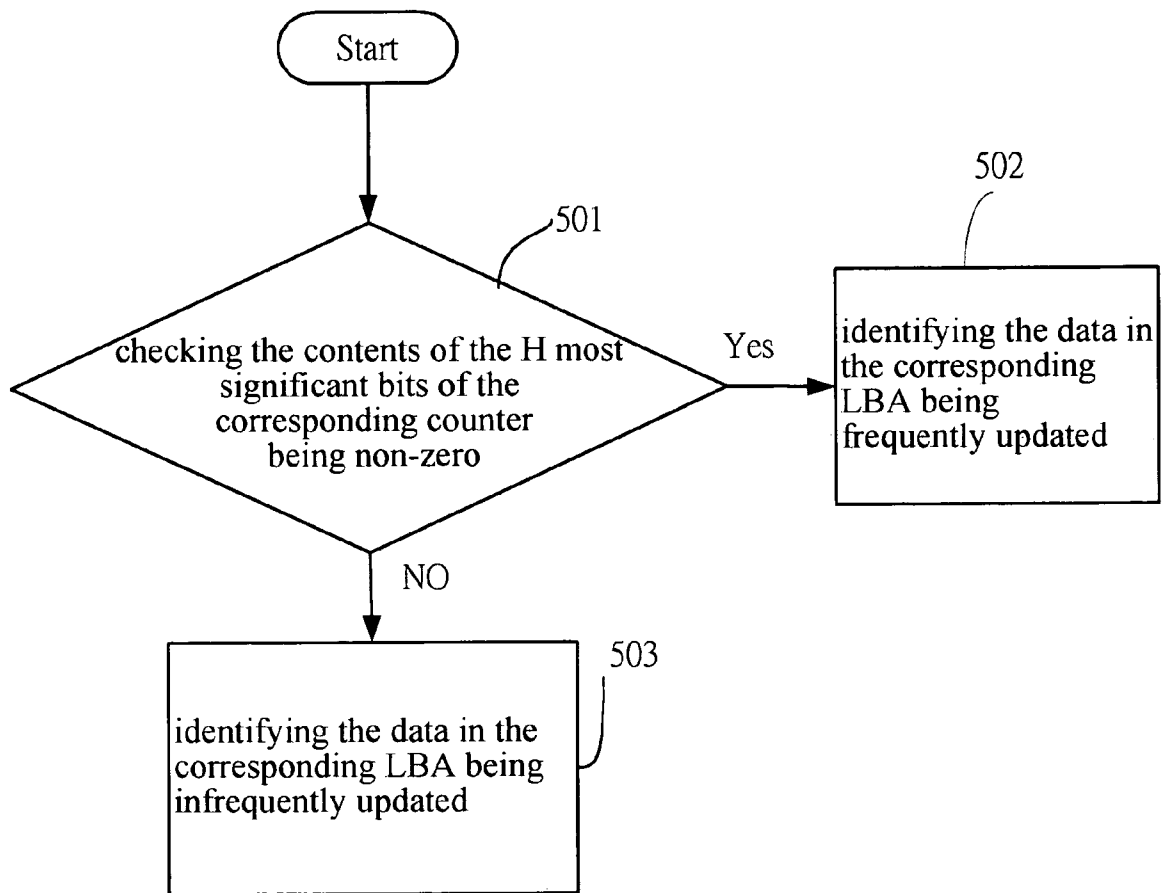 Start
501
502
checking the contents of the H most
significant bits of the
corresponding counter
being non-zero
Yes
identifying the data in
the corresponding
LBA being
frequently updated
NO
503
identifying the data in the
corresponding LBA being
infrequently updated